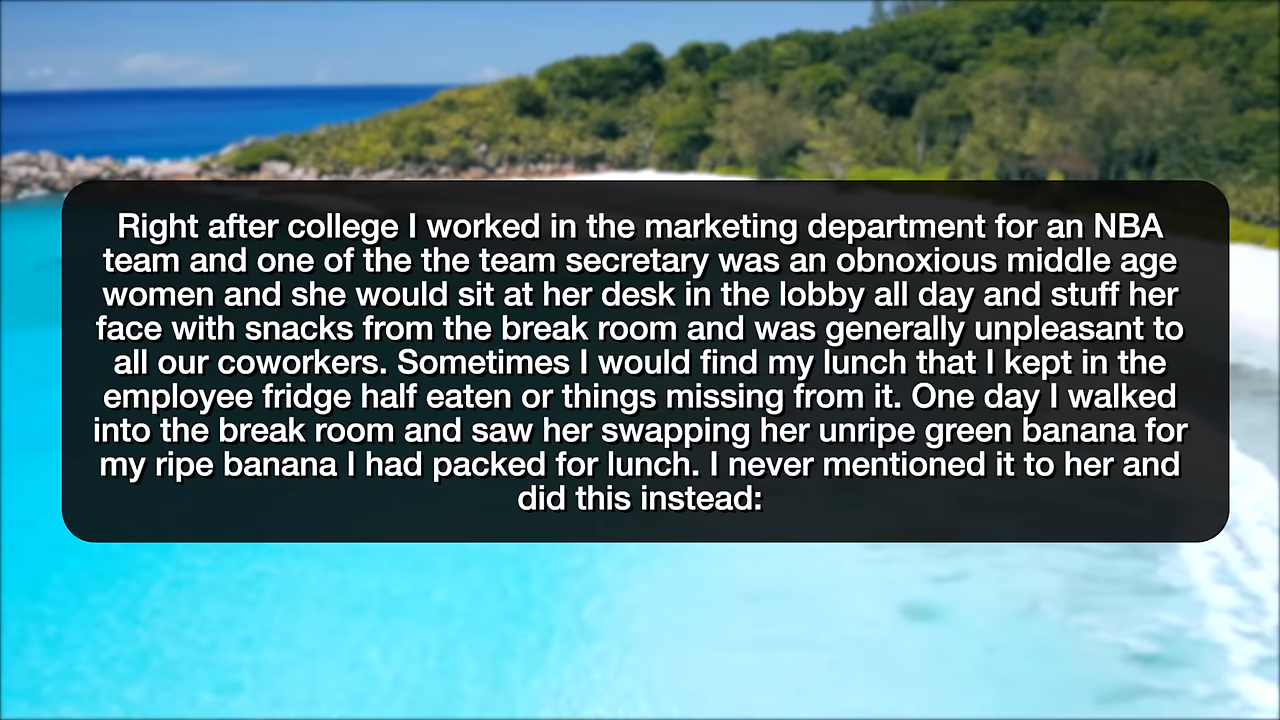 Right after college I worked in the marketing department for an NBA
team and one of the the team secretary was an obnoxious middle age
women and she would sit at her desk in the lobby all day and stuff her
face with snacks from the break room and was generally unpleasant to
all our coworkers. Sometimes I would find my lunch that I kept in the
employee fridge half eaten or things missing from it. One day I walked
into the break room and saw her swapping her unripe green banana for
my ripe banana I had packed for lunch. I never mentioned it to her and
did this instead: